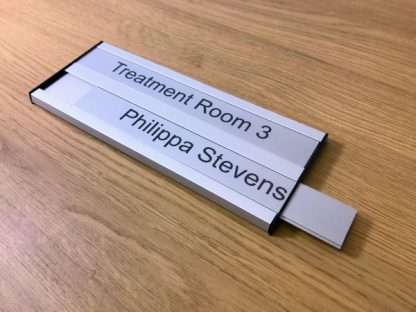 Treatment Room 3
Philippa Stevens